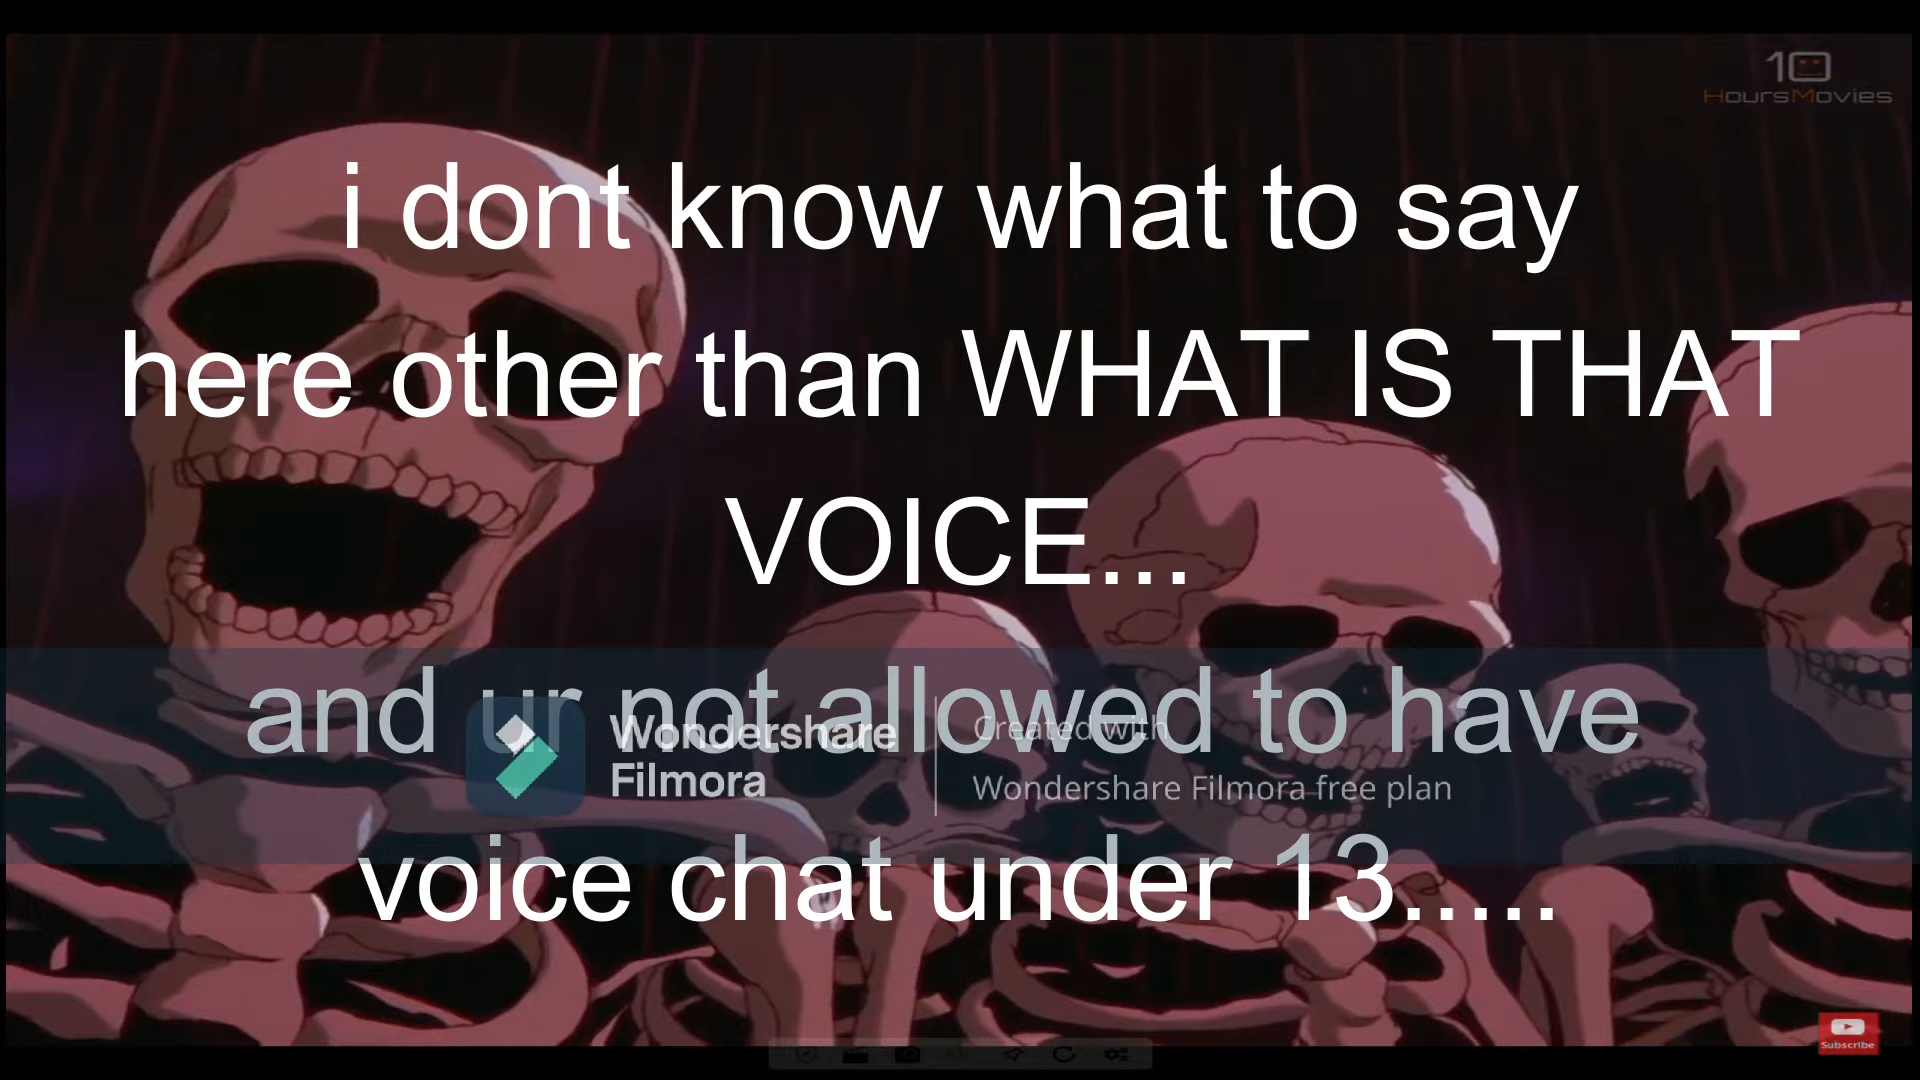 10
HoursMovies
i dont know what to say
here other than WHAT IS THAT
VOICE...
and ur not allowed to have
Wondershare
Filmora
Created with
Wondershare Filmora free plan
voice chat under 13.....
Subscribe